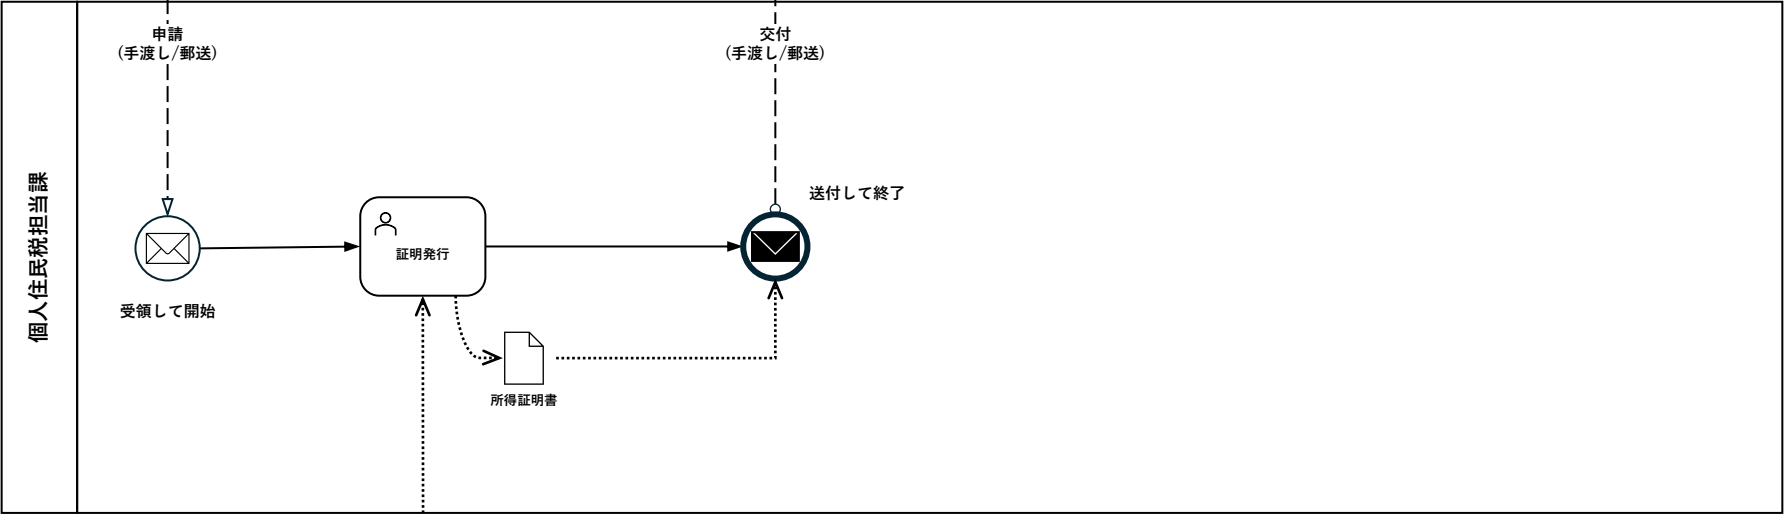 個人住民税担当課
申請
(手渡し/郵送)
交付
(手渡し/郵送)
送付して終了
証明発行
受領して開始
所得証明書